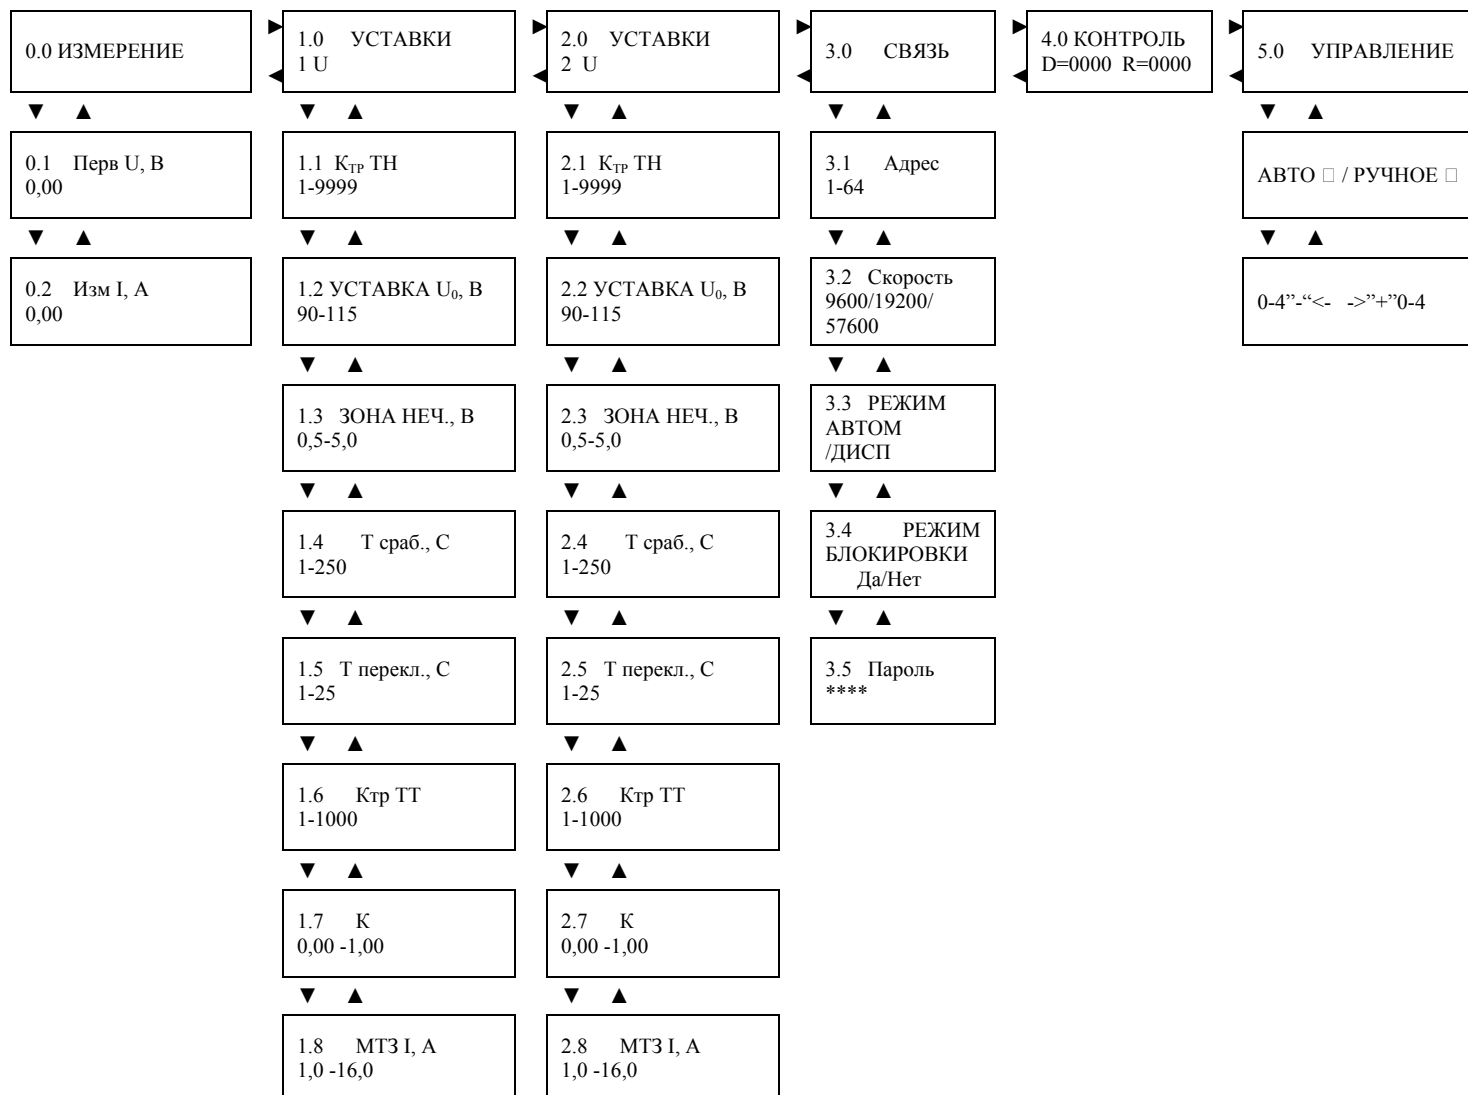 0.0 ИЗМЕРЕНИЕ
0.1 Перв U, В
0,00
0.2 Изм I, А
0,00
1.0 УСТАВКИ
1 U
1.1 КТР ТН
1-9999
1.2 УСТАВКА U0, В
90-115
1.3 ЗОНА НЕЧ., В
0,5-5,0
1.4 Т сраб., С
1-250
1.5 Т перекл., С
1-25
1.6 Ктр ТТ
1-1000
1.7 К
0,00 -1,00
1.8 МТЗ I, А
1,0 -16,0
2.0 УСТАВКИ
2 U
2.1 КТР ТН
1-9999
2.2 УСТАВКА U0, В
90-115
2.3 ЗОНА НЕЧ., В
0,5-5,0
2.4 Т сраб., С
1-250
2.5 Т перекл., С
1-25
2.6 Ктр ТТ
1-1000
2.7 К
0,00 -1,00
2.8 МТЗ I, А
1,0 -16,0
3.0 СВЯЗЬ
3.1 Адрес
1-64
3.2 Скорость
9600/19200/
57600
3.3 РЕЖИМ
АВТОМ
/ДИСП
3.4 РЕЖИМ
БЛОКИРОВКИ
Да/Нет
3.5 Пароль
****
4.0 КОНТРОЛЬ
D=0000 R=0000
5.0 УПРАВЛЕНИЕ
АВТО □ / РУЧНОЕ □
0-4”-“<- ->”+”0-4